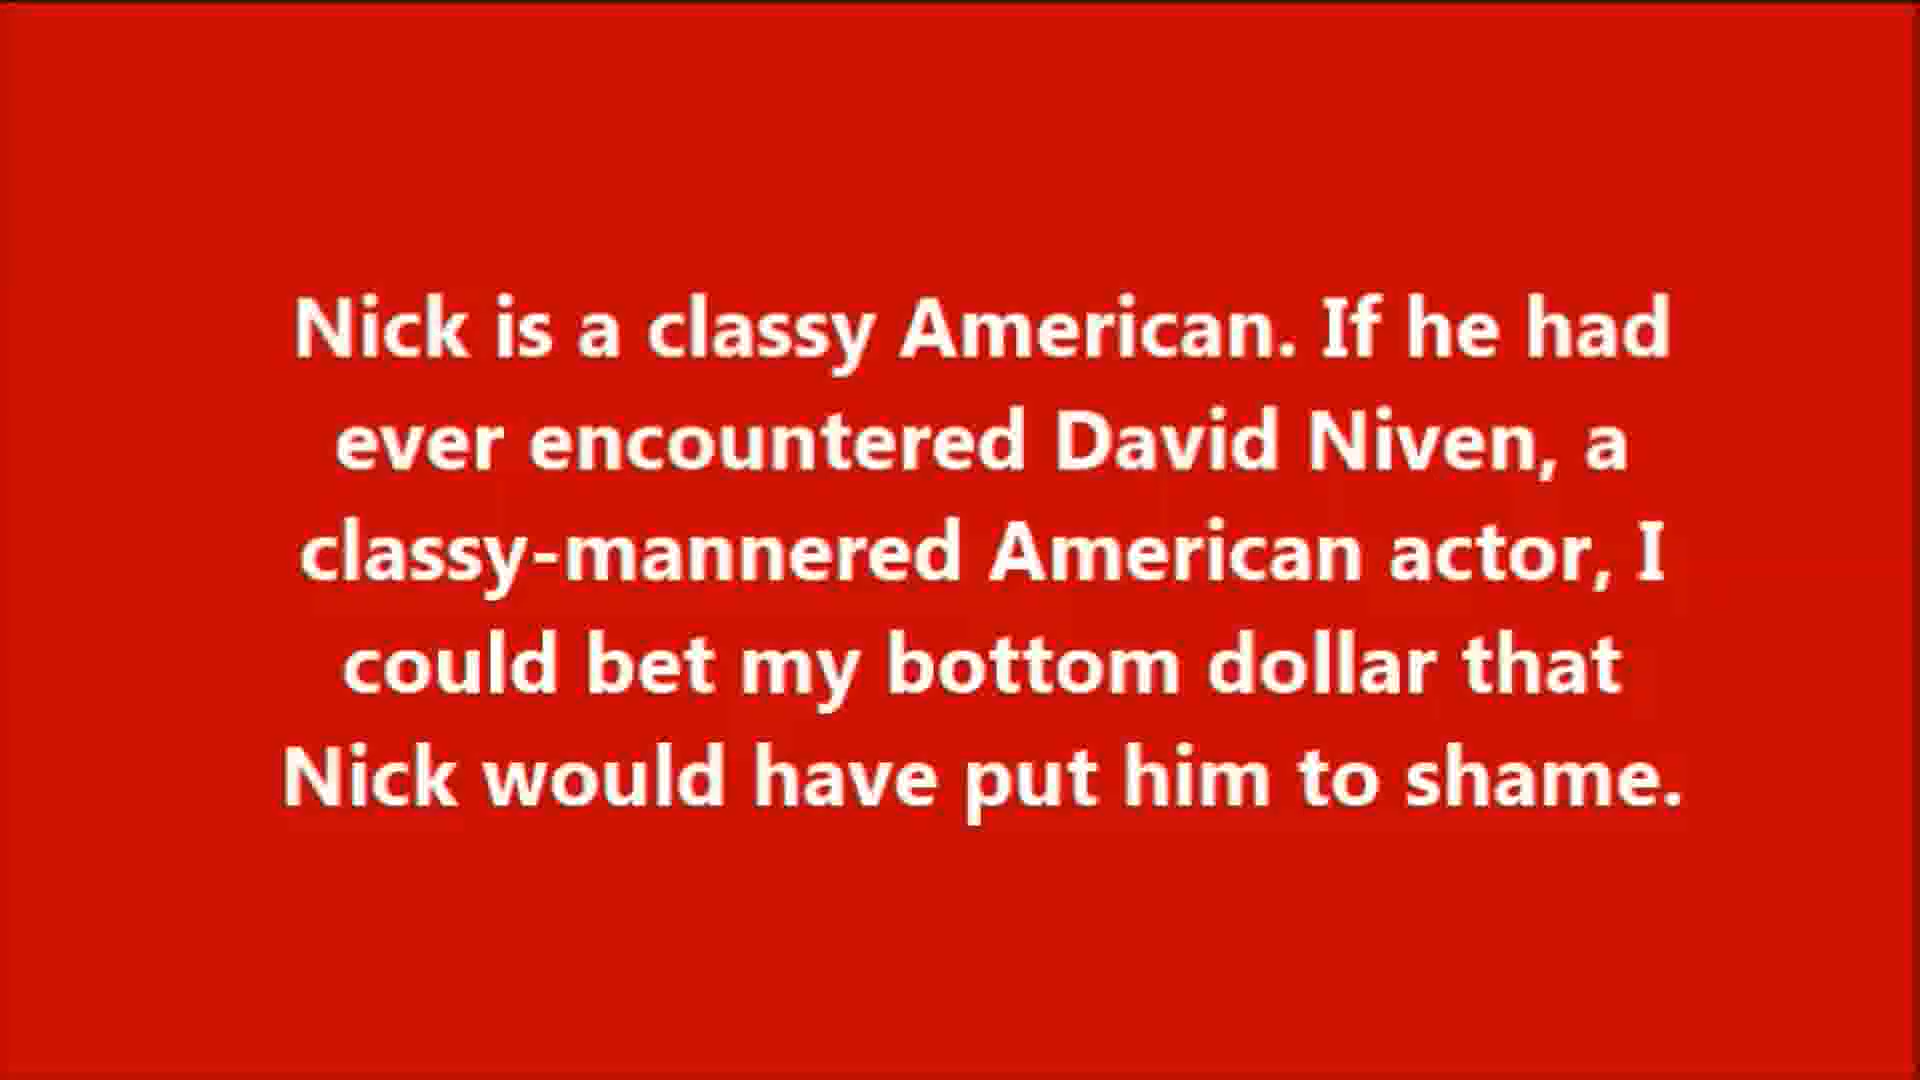 Nick is a classy American. If he had
ever encountered David Niven, a
classy-mannered American actor, I
could bet my bottom dollar that
Nick would have put him to shame.